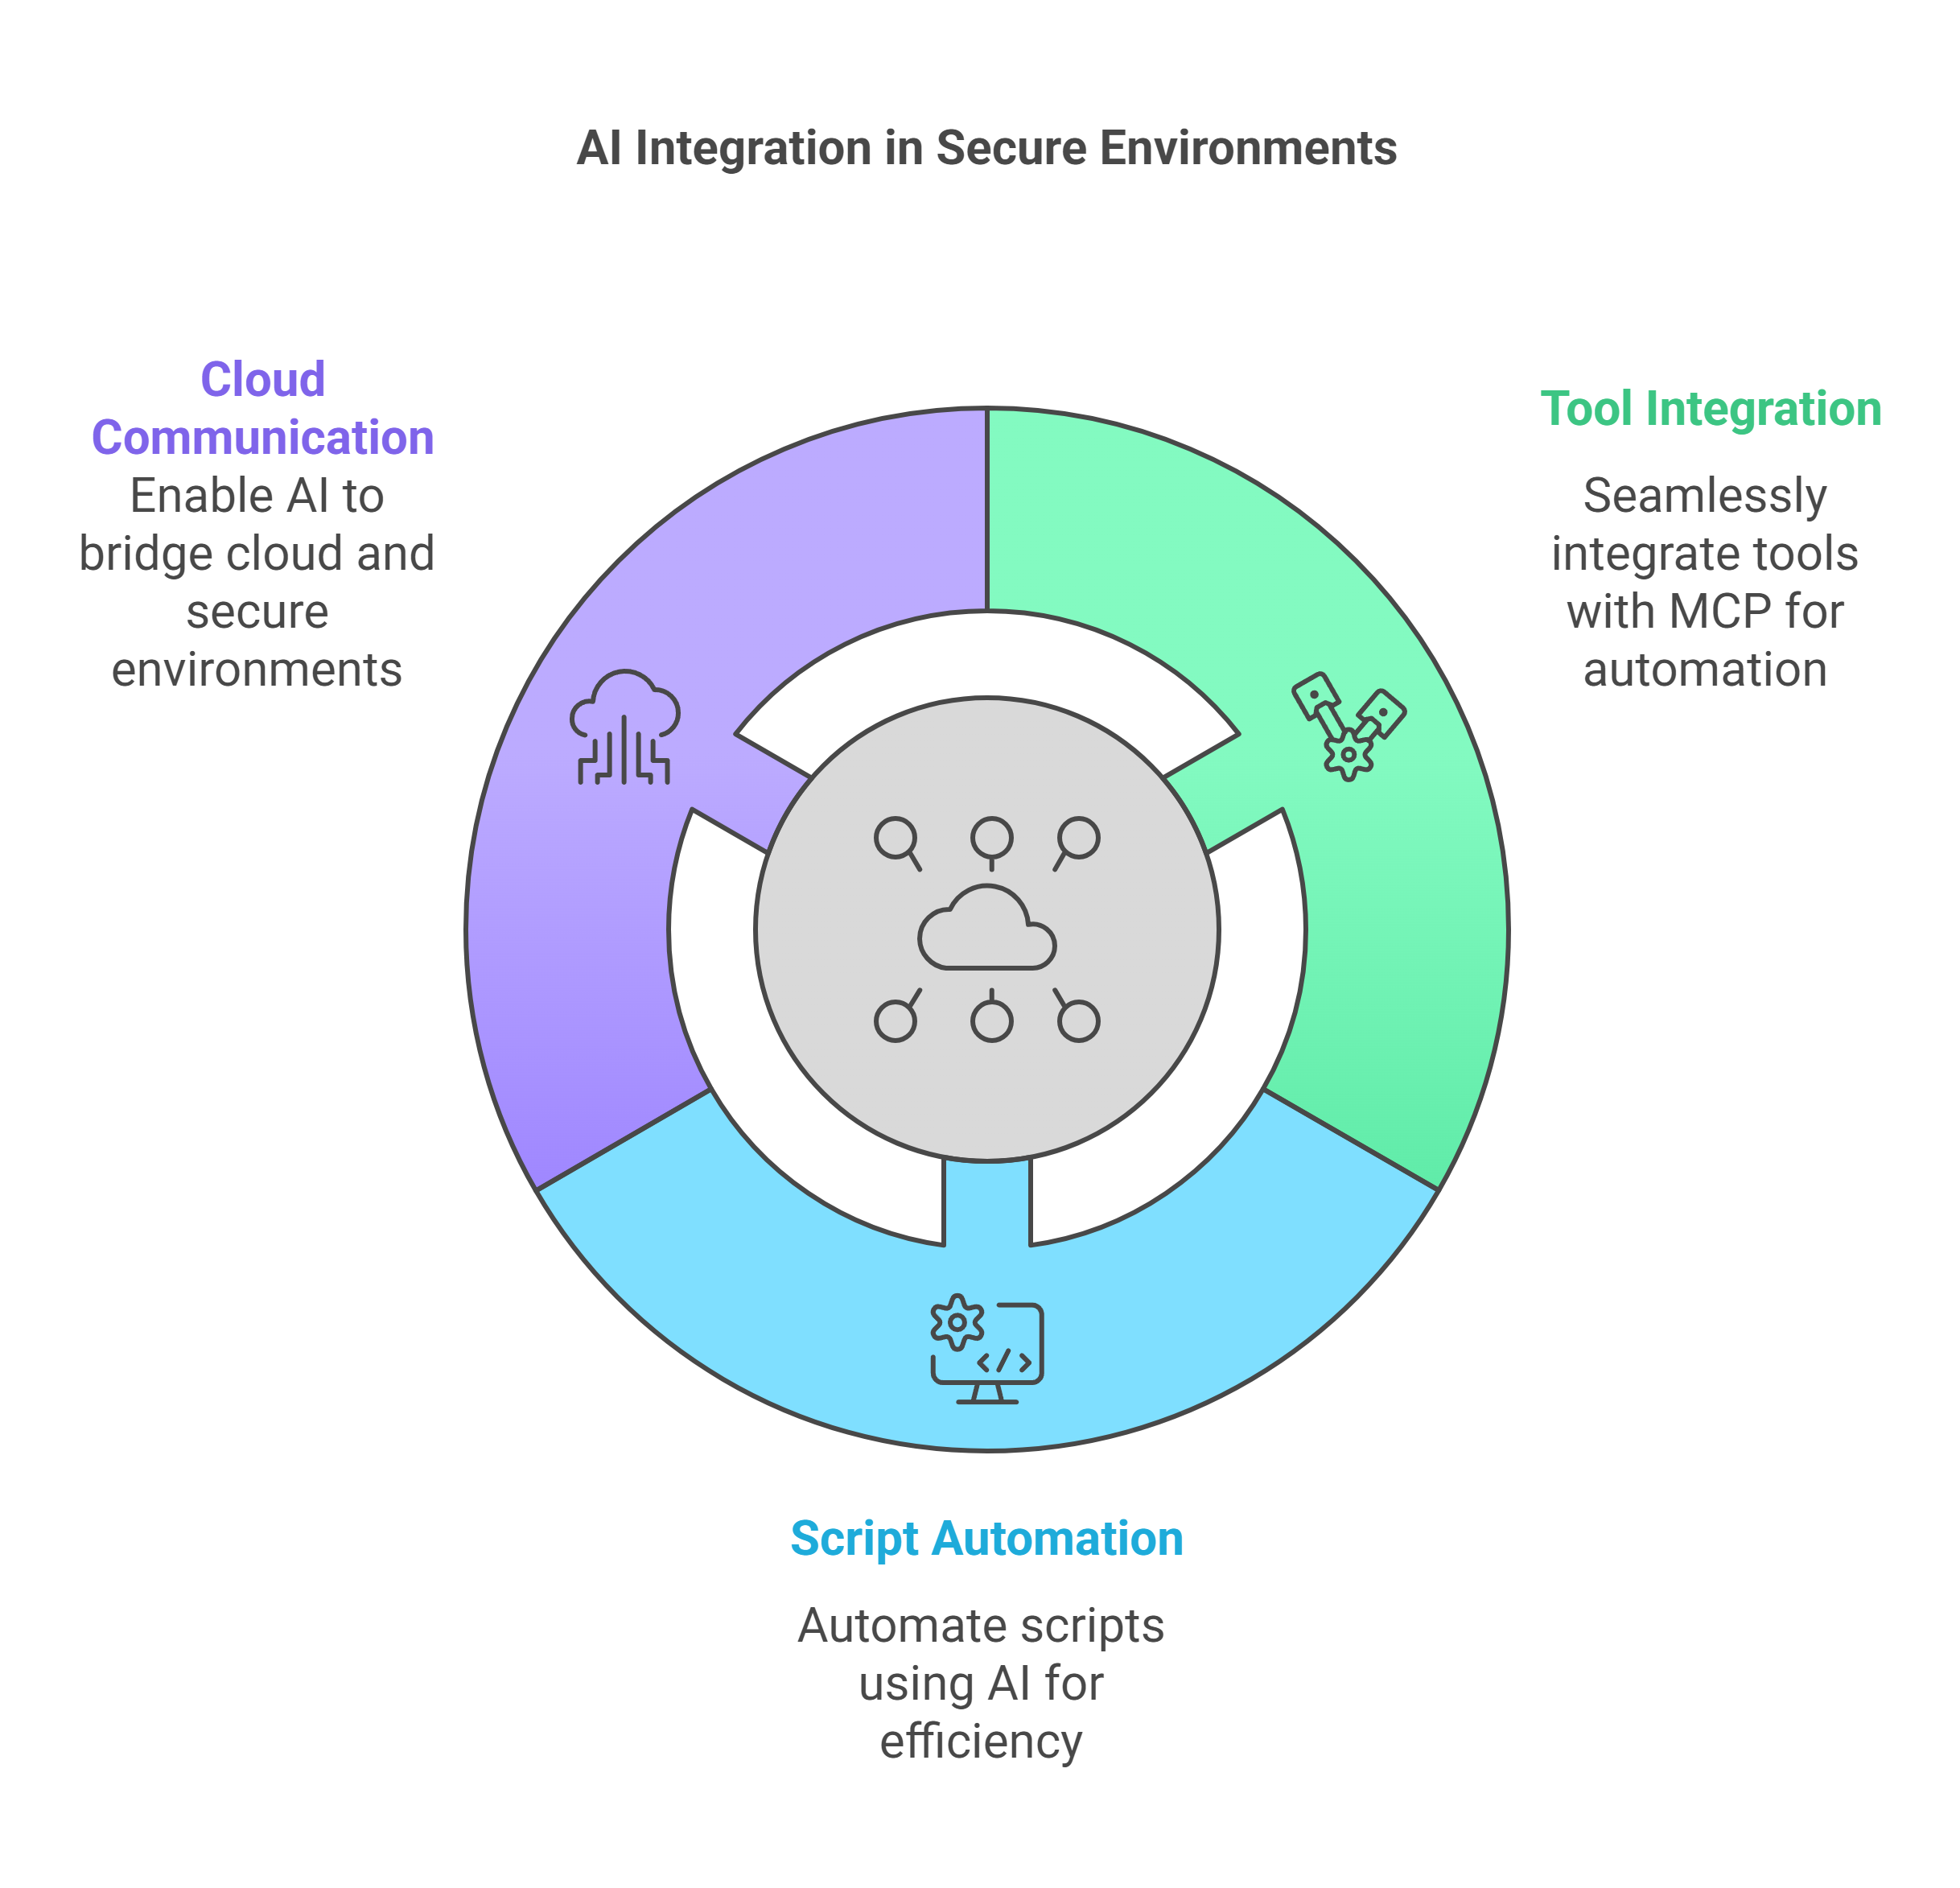 AI Integration in Secure Environments
Cloud
Communication
Enable AI to
bridge cloud and
secure
environments
Tool Integration
Seamlessly
integrate tools
with MCP for
automation
Script Automation
Automate scripts
using AI for
efficiency